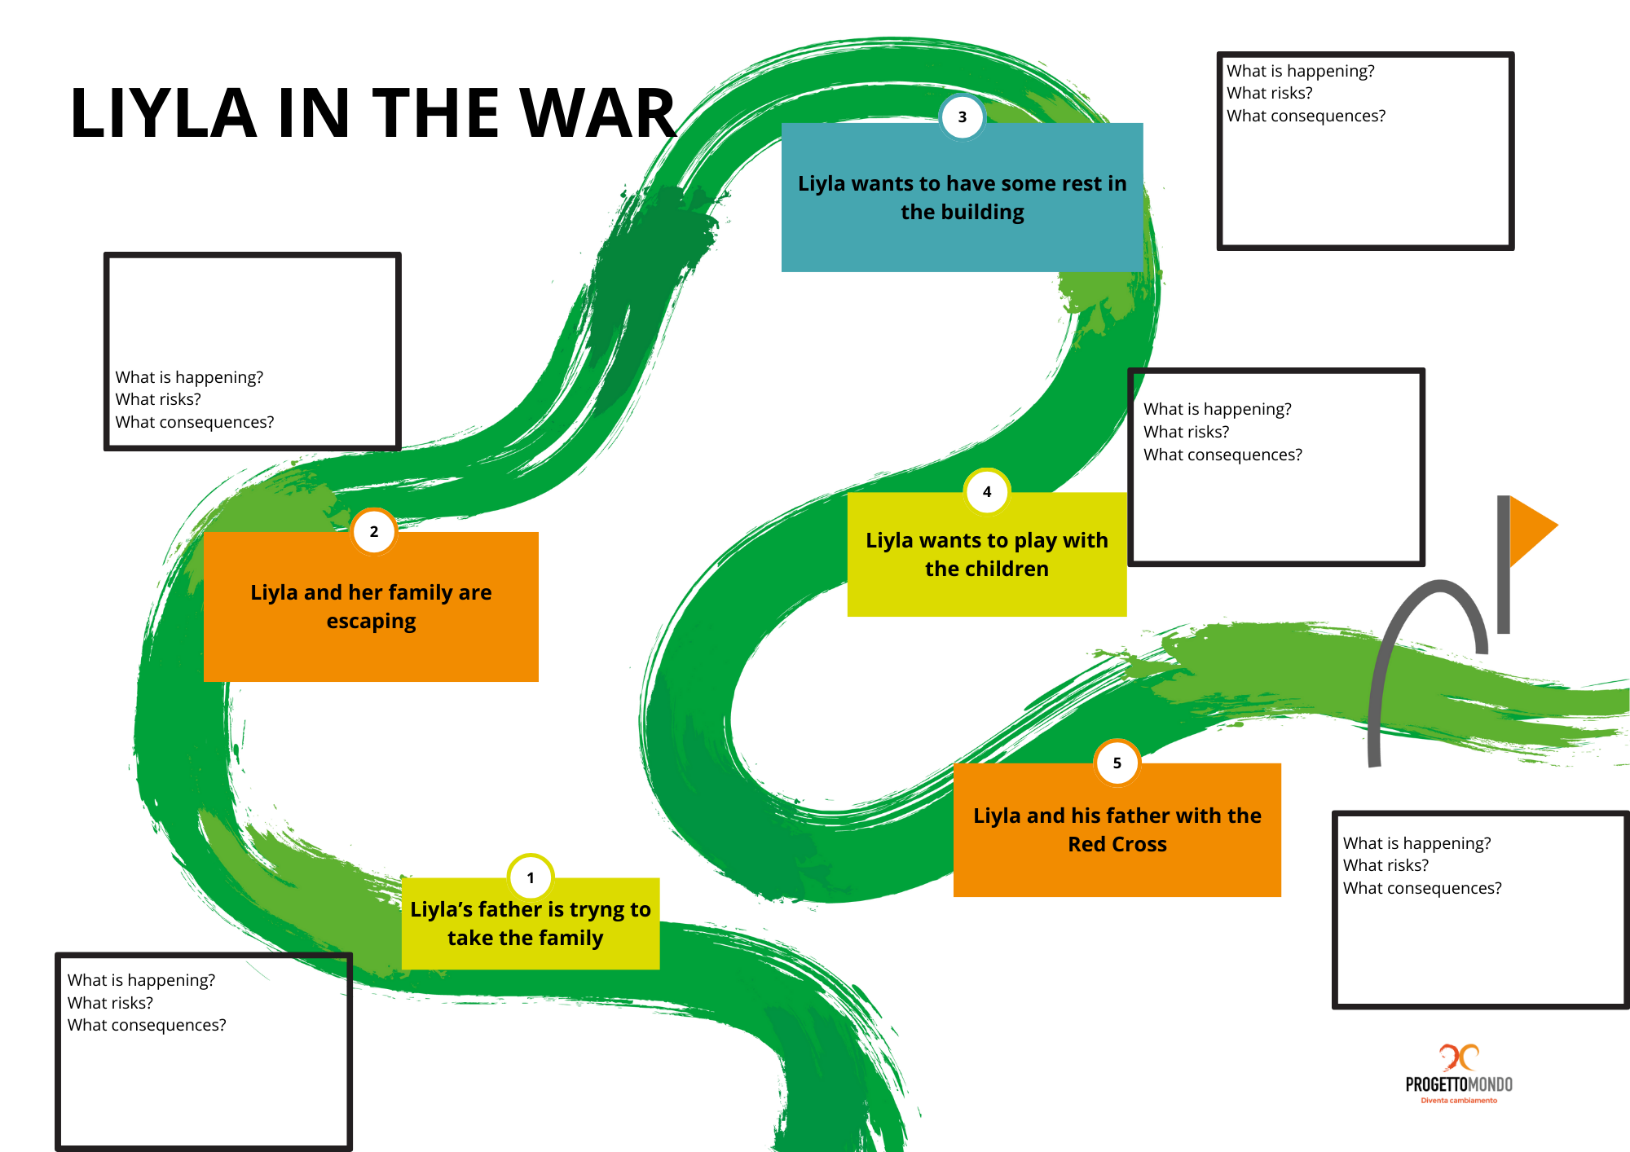 LIYLA IN THE WAR
What is happening?
What risks?
What consequences?
3
Liyla wants to have some rest in
the building
What is happening?
What risks?
What consequences?
What is happening?
What risks?
What consequences?
4
Liyla wants to play with
the children
2
Liyla and her family are
escaping
5
Liyla and his father with the
Red Cross
What is happening?
What risks?
What consequences?
1
Liyla’s father is tryng to
take the family
What is happening?
What risks?
What consequences?
PROGETTOMONDO
Diventa cambiamento